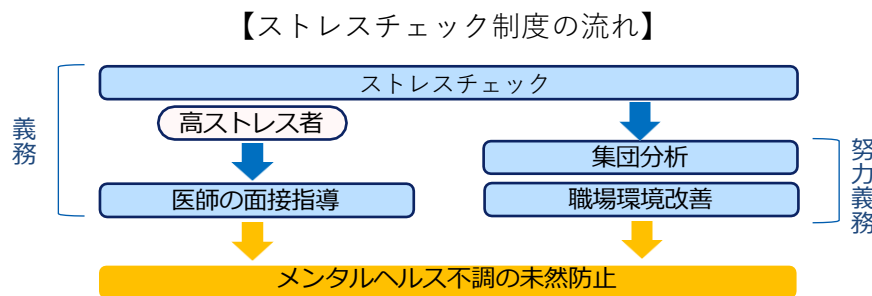 【ストレスチェック制度の流れ】
ストレスチェック
義務
高ストレス者
医師の面接指導
集団分析
職場環境改善
努力義務
メンタルヘルス不調の未然防止